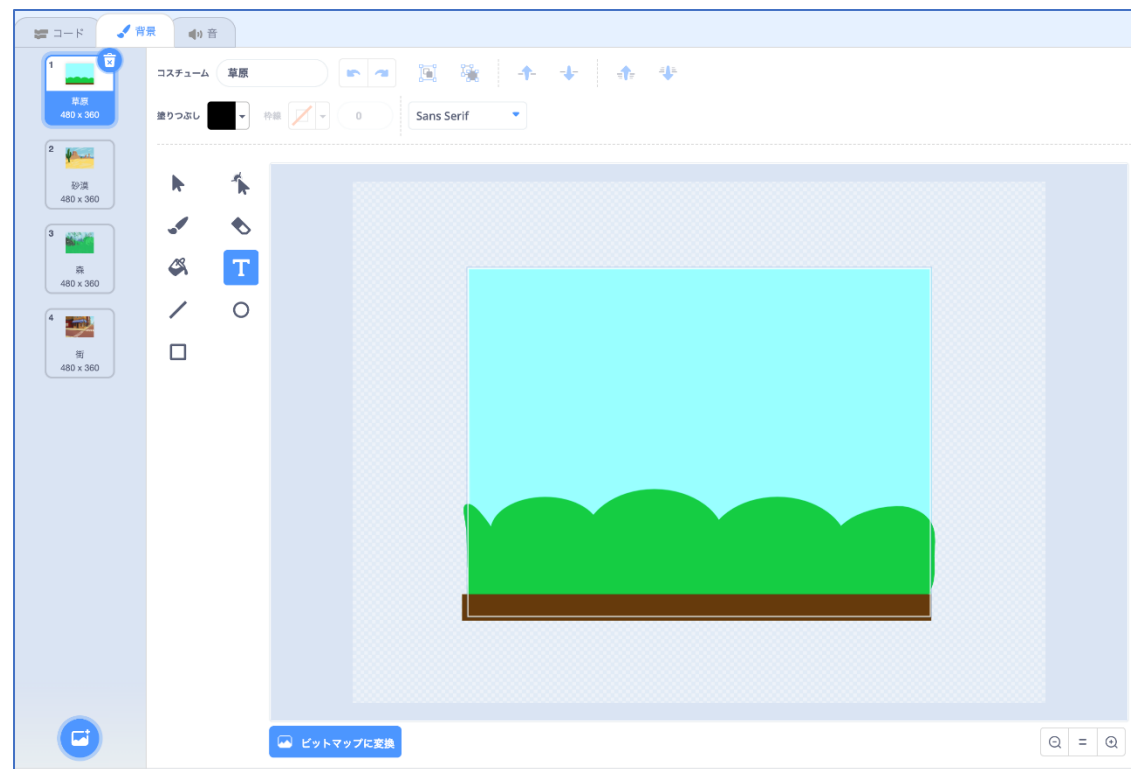 コード
背景
音
1
草原
480 x 360
2
砂漠
480 x 360
3
森
480 x 360
4
街
480 x 360
コスチューム 草原
塗りつぶし 枠線 0 Sans Serif
T
ビットマップに変換